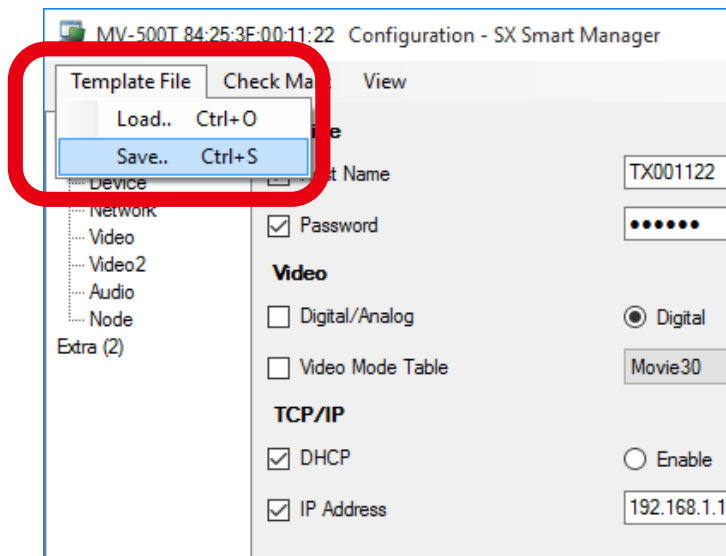 MV-500T 84:25:3F:00:11:22 Configuration - SX Smart Manager
Template File Check Ma View
Load.. Ctrl+O
Save.. Ctrl+S
Device
Network
Video
Video2
Audio
Node
Extra (2)
Name TX001122
Password ••••••
Video
Digital/Analog Digital
Video Mode Table Movie30
TCP/IP
DHCP Enable
IP Address 192.168.1.1